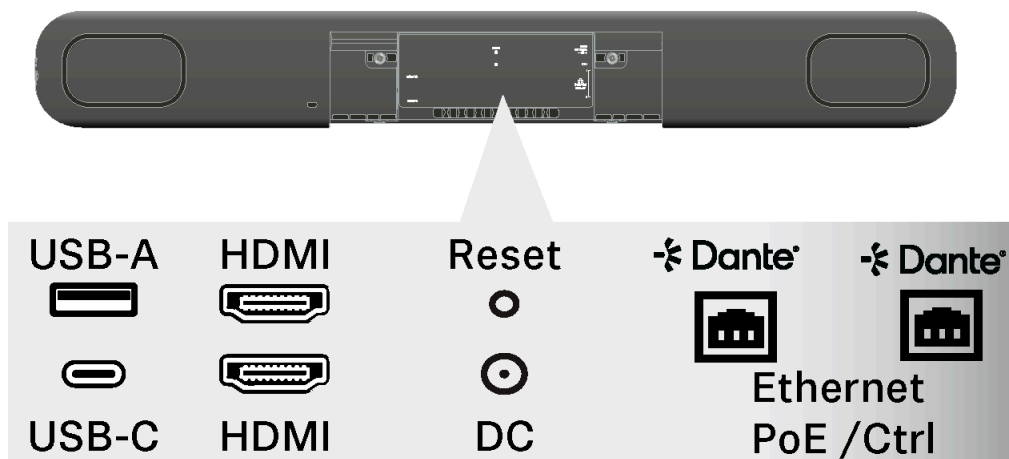 USB-A HDMI Reset Dante® Dante®
Ethernet
USB-C HDMI DC PoE /Ctrl